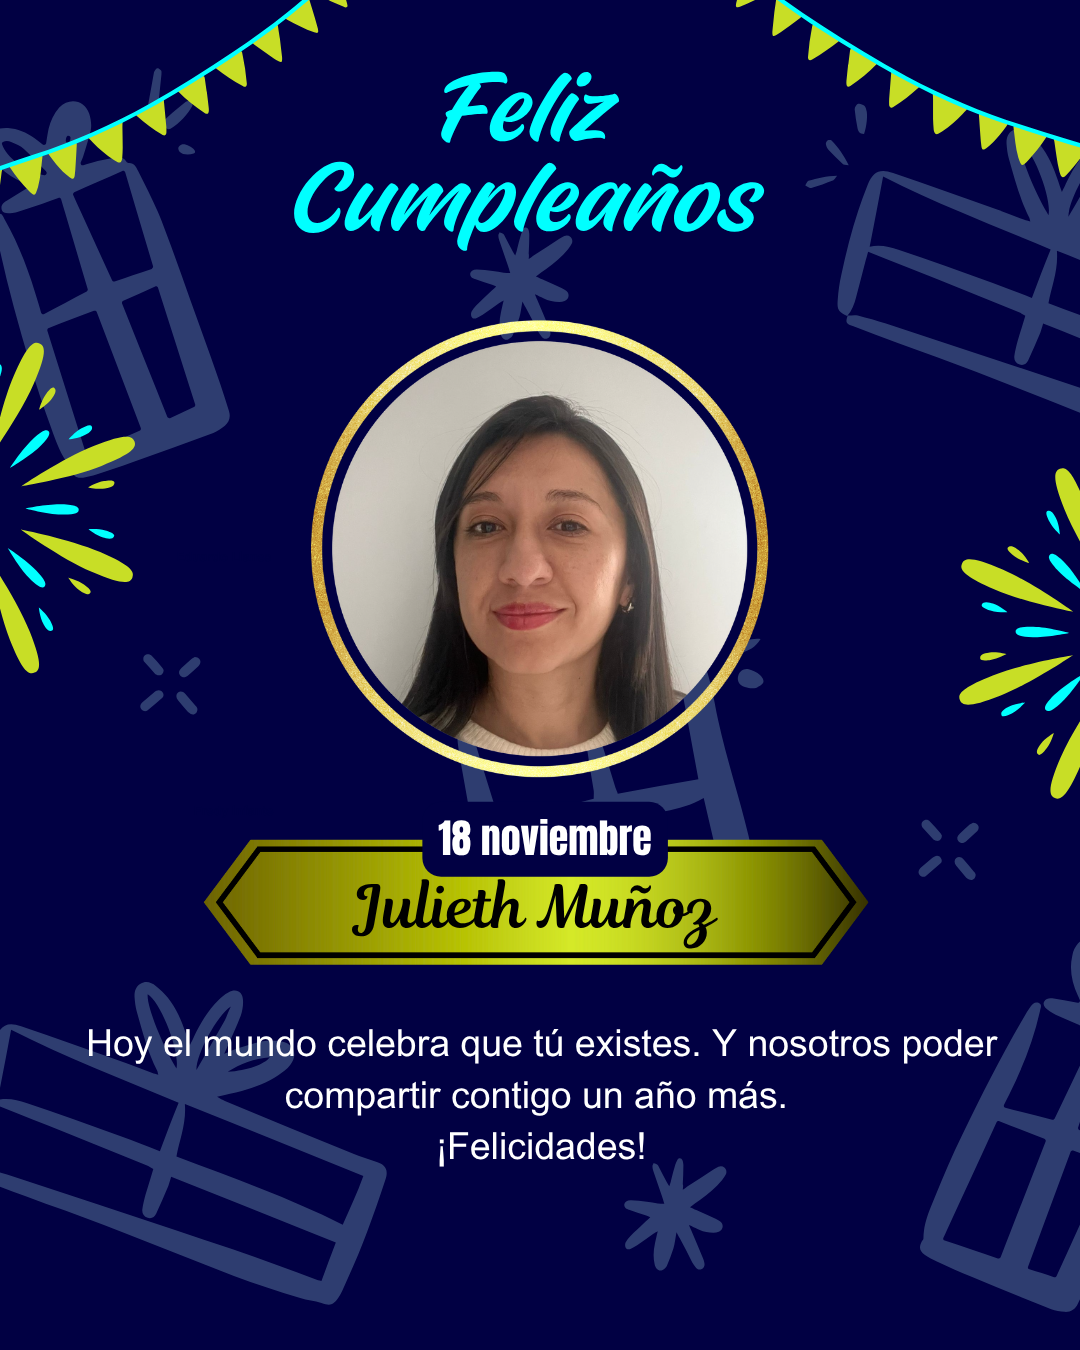 Feliz
Cumpleaños
18 noviembre
Julieth Muñoz
Hoy el mundo celebra que tú existes. Y nosotros poder
compartir contigo un año más.
¡Felicidades!